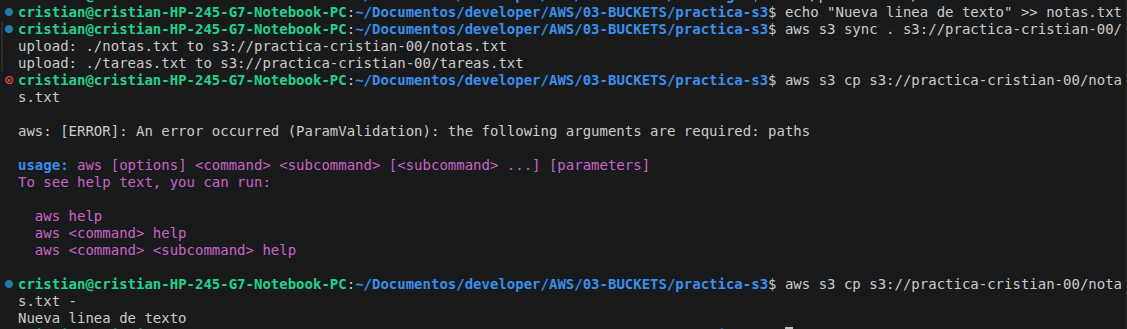 cristian@cristian-HP-245-G7-Notebook-PC:~/Documentos/developer/AWS/03-BUCKETS/practica-s3$ echo "Nueva linea de texto" >> notas.txt
cristian@cristian-HP-245-G7-Notebook-PC:~/Documentos/developer/AWS/03-BUCKETS/practica-s3$ aws s3 sync . s3://practica-cristian-00/
upload: ./notas.txt to s3://practica-cristian-00/notas.txt
upload: ./tareas.txt to s3://practica-cristian-00/tareas.txt
cristian@cristian-HP-245-G7-Notebook-PC:~/Documentos/developer/AWS/03-BUCKETS/practica-s3$ aws s3 cp s3://practica-cristian-00/nota
s.txt
aws: [ERROR]: An error occurred (ParamValidation): the following arguments are required: paths
usage: aws [options] <command> <subcommand> [<subcommand> ...] [parameters]
To see help text, you can run:
aws help
aws <command> help
aws <command> <subcommand> help
cristian@cristian-HP-245-G7-Notebook-PC:~/Documentos/developer/AWS/03-BUCKETS/practica-s3$ aws s3 cp s3://practica-cristian-00/nota
s.txt -
Nueva linea de texto